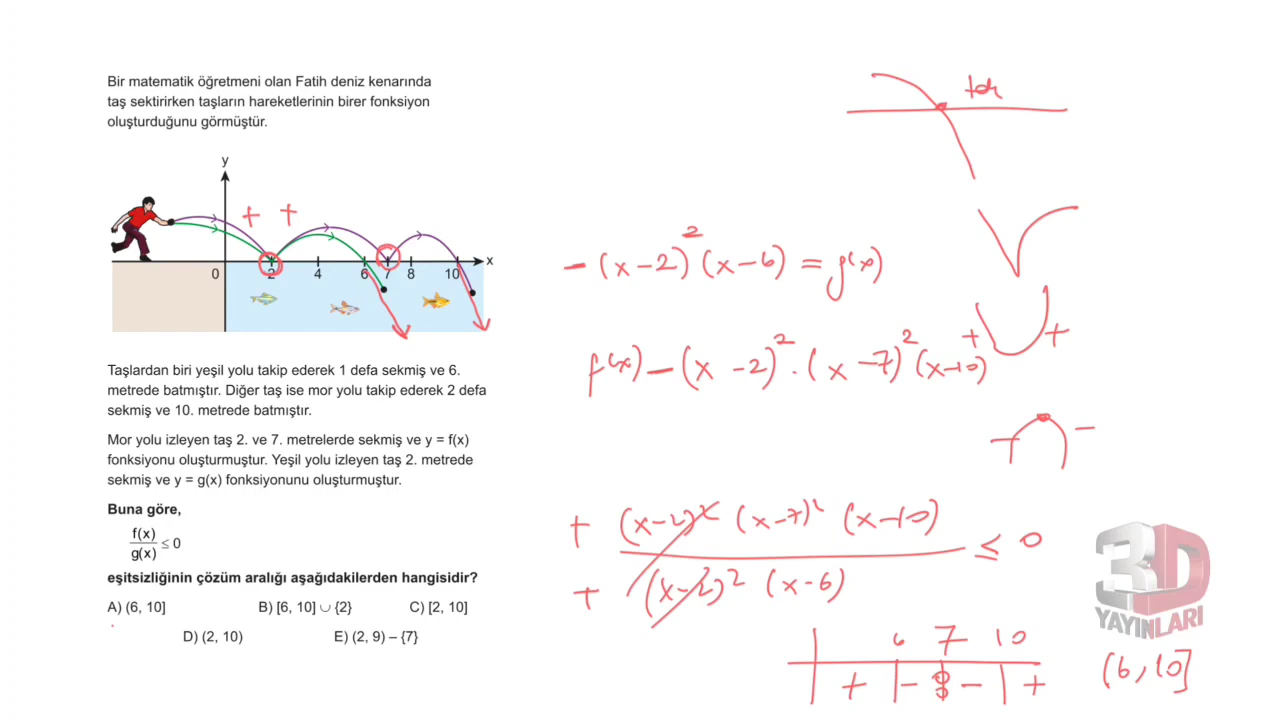 Bir matematik öğretmeni olan Fatih deniz kenarında
taş sektirirken taşların hareketlerinin birer fonksiyon
oluşturduğunu görmüştür.
y
x
0 2 4 6 7 8 10
+ +
Taşlardan biri yeşil yolu takip ederek 1 defa sekmiş ve 6.
metrede batmıştır. Diğer taş ise mor yolu takip ederek 2 defa
sekmiş ve 10. metrede batmıştır.
Mor yolu izleyen taş 2. ve 7. metrelerde sekmiş ve y = f(x)
fonksiyonu oluşturmuştur. Yeşil yolu izleyen taş 2. metrede
sekmiş ve y = g(x) fonksiyonunu oluşturmuştur.
Buna göre,
f(x)/g(x) ≤ 0
eşitsizliğinin çözüm aralığı aşağıdakilerden hangisidir?
A) (6, 10] B) [6, 10] ∪ {2} C) [2, 10]
D) (2, 10) E) (2, 9) – {7}
tek
-(x-2)²(x-6) = g(x)
f(x) -(x-2)².(x-7)²(x-10)
+ +
- -
+ (x-2)² (x-7)² (x-10) ≤ 0
+ (x-2)² (x-6)
6 7 10
+ - - +
(6,10]
3D
YAYINLARI